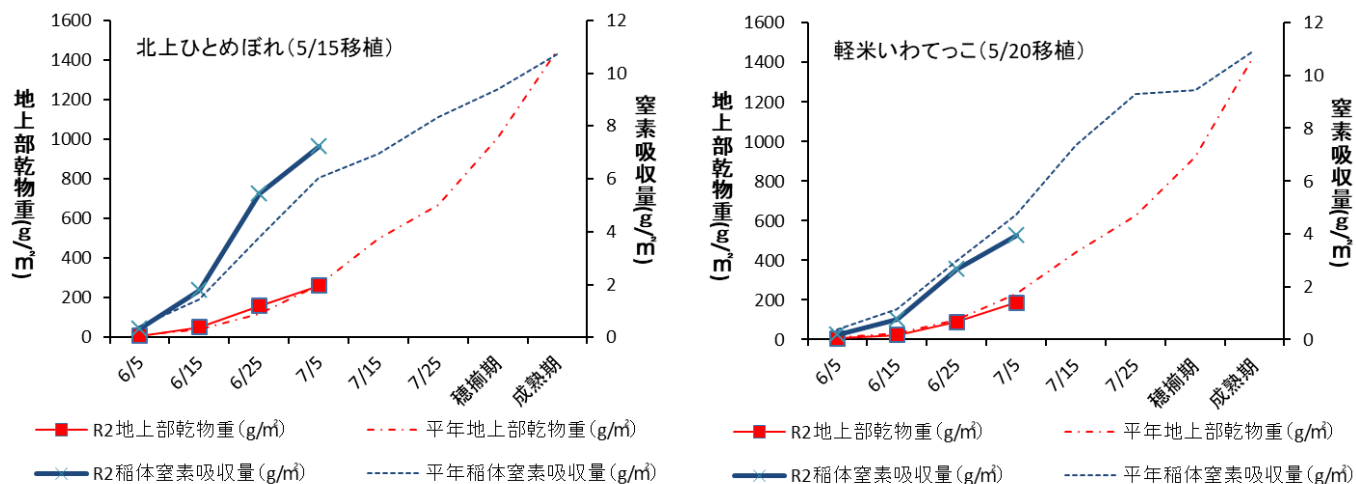 北上ひとめぼれ(5/15移植)
地上部乾物重(g/㎡)
1600
1400
1200
1000
800
600
400
200
0
窒素吸収量(g/㎡)
12
10
8
6
4
2
0
6/5
6/15
6/25
7/5
7/15
7/25
穂揃期
成熟期
R2地上部乾物重(g/㎡)
平年地上部乾物重(g/㎡)
R2稲体窒素吸収量(g/㎡)
平年稲体窒素吸収量(g/㎡)
軽米いわてっこ(5/20移植)
地上部乾物重(g/㎡)
1600
1400
1200
1000
800
600
400
200
0
窒素吸収量(g/㎡)
12
10
8
6
4
2
0
6/5
6/15
6/25
7/5
7/15
7/25
穂揃期
成熟期
R2地上部乾物重(g/㎡)
平年地上部乾物重(g/㎡)
R2稲体窒素吸収量(g/㎡)
平年稲体窒素吸収量(g/㎡)